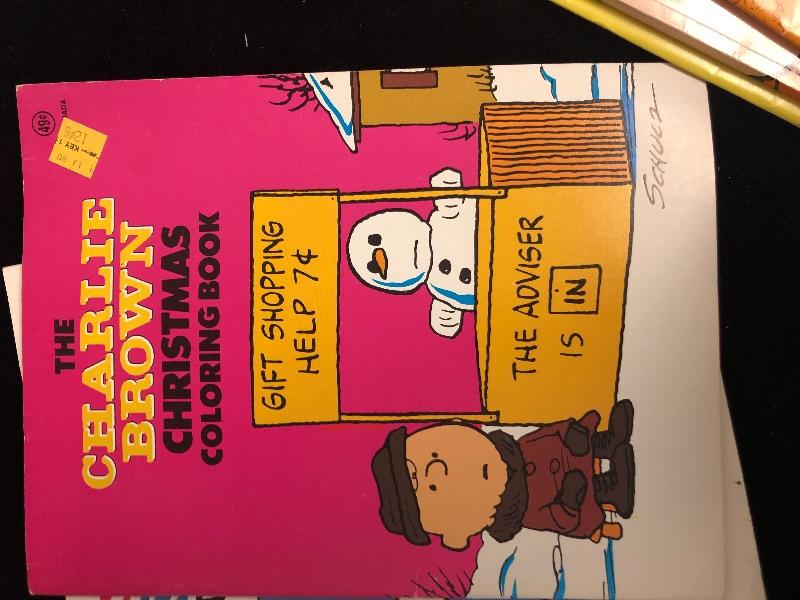 49¢
THE
CHARLIE
BROWN
CHRISTMAS
COLORING BOOK
GIFT SHOPPING
HELP 7¢
THE ADVISER
IS IN
SCHULZ